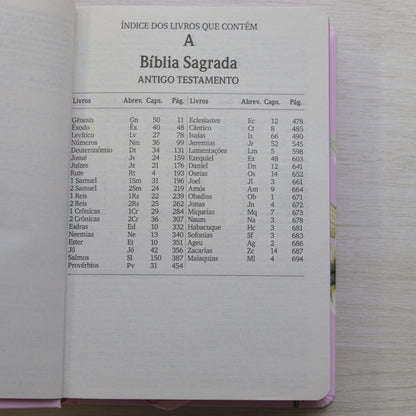 ÍNDICE DOS LIVROS QUE CONTÉM
A
Bíblia Sagrada
ANTIGO TESTAMENTO
Livros Abrev. Caps. Pág. Livros Abrev. Caps. Pág.
Gênesis Gn 50 11 Eclesiastes Ec 12 478
Êxodo Êx 40 48 Cântico Ct 8 485
Levítico Lv 27 78 Isaías Is 66 490
Números Nm 36 99 Jeremias Jr 52 545
Deuteronômio Dt 34 131 Lamentações Lm 5 598
Josué Js 24 159 Ezequiel Ez 48 603
Juízes Jz 21 176 Daniel Dn 12 641
Rute Rt 4 193 Oseias Os 14 652
1 Samuel 1Sm 31 196 Joel Jl 3 661
2 Samuel 2Sm 24 219 Amós Am 9 664
1 Reis 1Rs 22 239 Obadias Ob 1 671
2 Reis 2Rs 25 262 Jonas Jn 4 672
1 Crônicas 1Cr 29 284 Miqueias Mq 7 673
2 Crônicas 2Cr 36 307 Naum Na 3 678
Esdras Ed 10 332 Habacuque Hc 3 681
Neemias Ne 13 340 Sofonias Sf 3 683
Ester Et 10 351 Ageu Ag 2 686
Jó Jó 42 356 Zacarias Zc 14 687
Salmos Sl 150 387 Malaquias Ml 4 694
Provérbios Pv 31 454